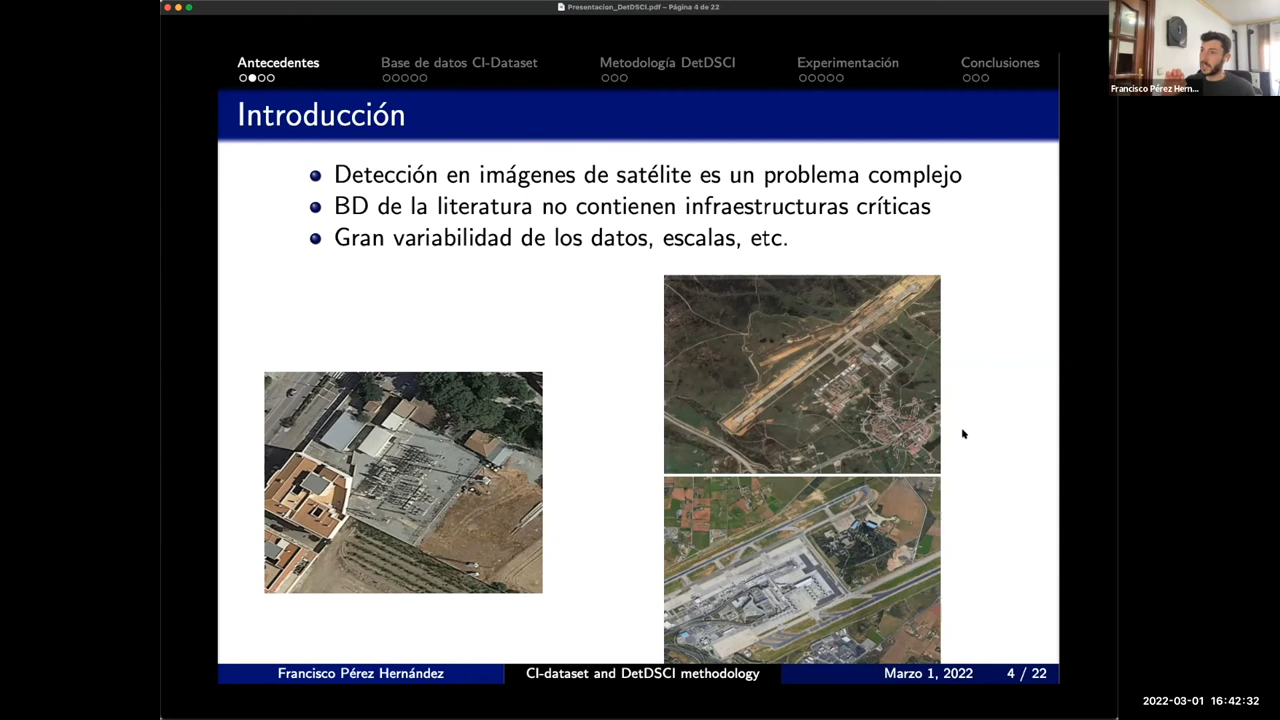 Presentacion_DetDSCI.pdf – Página 4 de 22
Antecedentes Base de datos CI-Dataset Metodología DetDSCI Experimentación Conclusiones
Francisco Pérez Hern...
Introducción
Detección en imágenes de satélite es un problema complejo
BD de la literatura no contienen infraestructuras críticas
Gran variabilidad de los datos, escalas, etc.
Francisco Pérez Hernández CI-dataset and DetDSCI methodology Marzo 1, 2022 4 / 22
2022-03-01 16:42:32